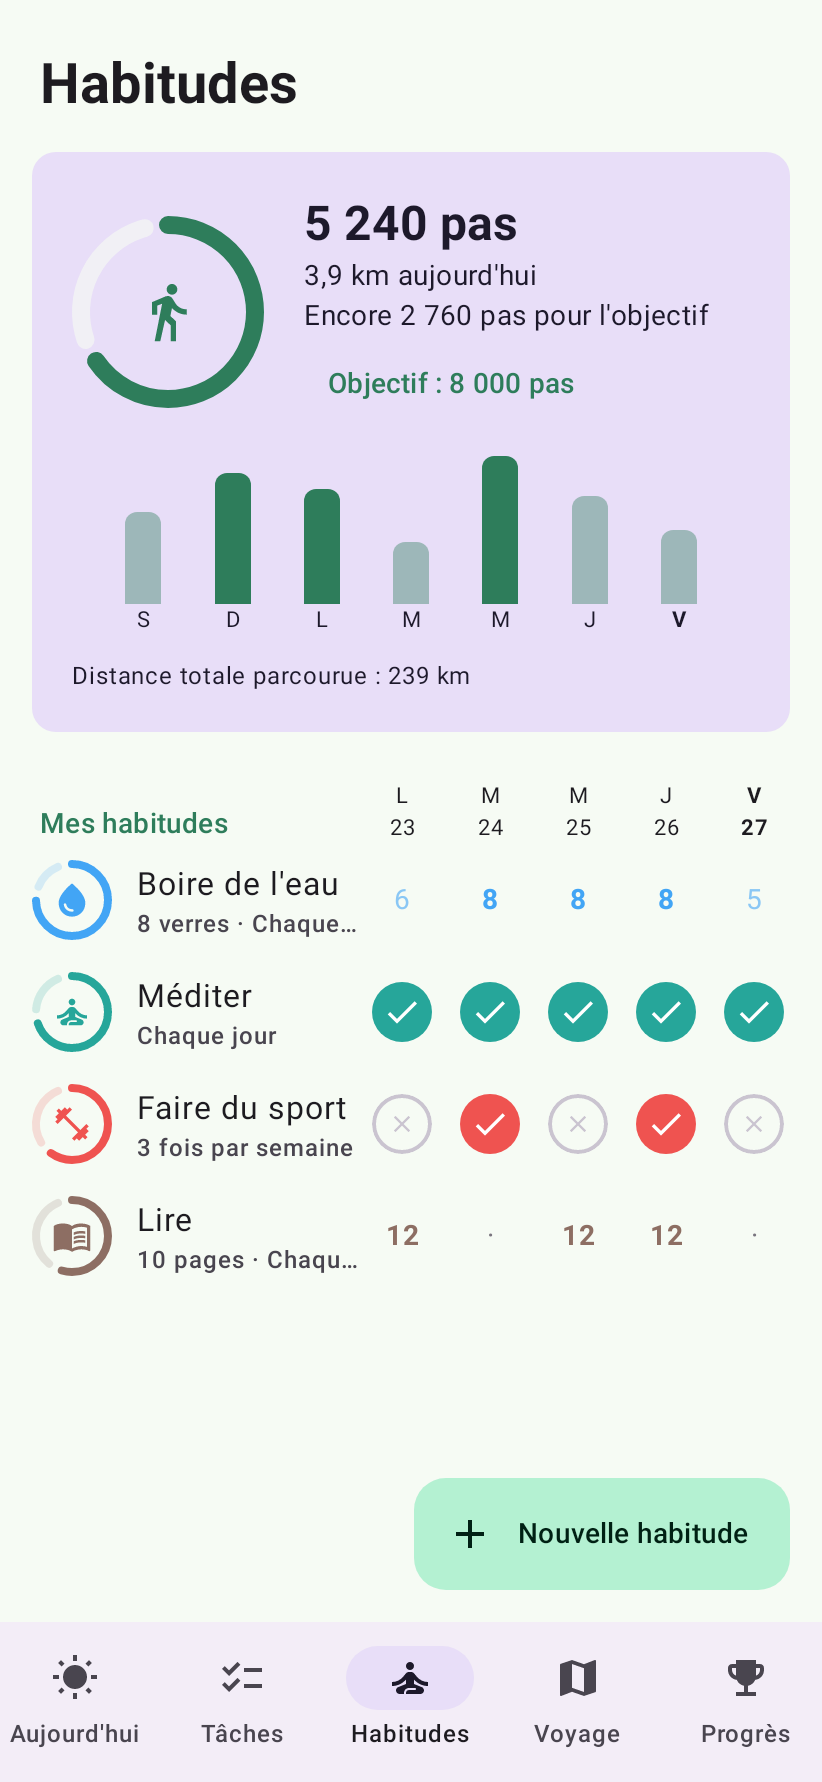 Habitudes
5 240 pas
3,9 km aujourd'hui
Encore 2 760 pas pour l'objectif
Objectif : 8 000 pas
S D L M M J V
Distance totale parcourue : 239 km
L M M J V
Mes habitudes 23 24 25 26 27
Boire de l'eau
8 verres · Chaque…
6 8 8 8 5
Méditer
Chaque jour
Faire du sport
3 fois par semaine
Lire
10 pages · Chaqu…
12 · 12 12 ·
Nouvelle habitude
Aujourd'hui Tâches Habitudes Voyage Progrès